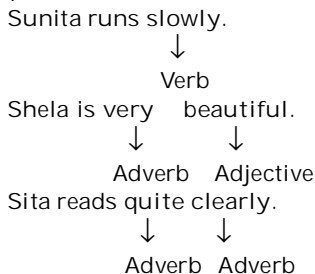 Sunita runs slowly.
↓
Verb
Shela is very beautiful.
↓ ↓
Adverb Adjective
Sita reads quite clearly.
↓ ↓
Adverb Adverb